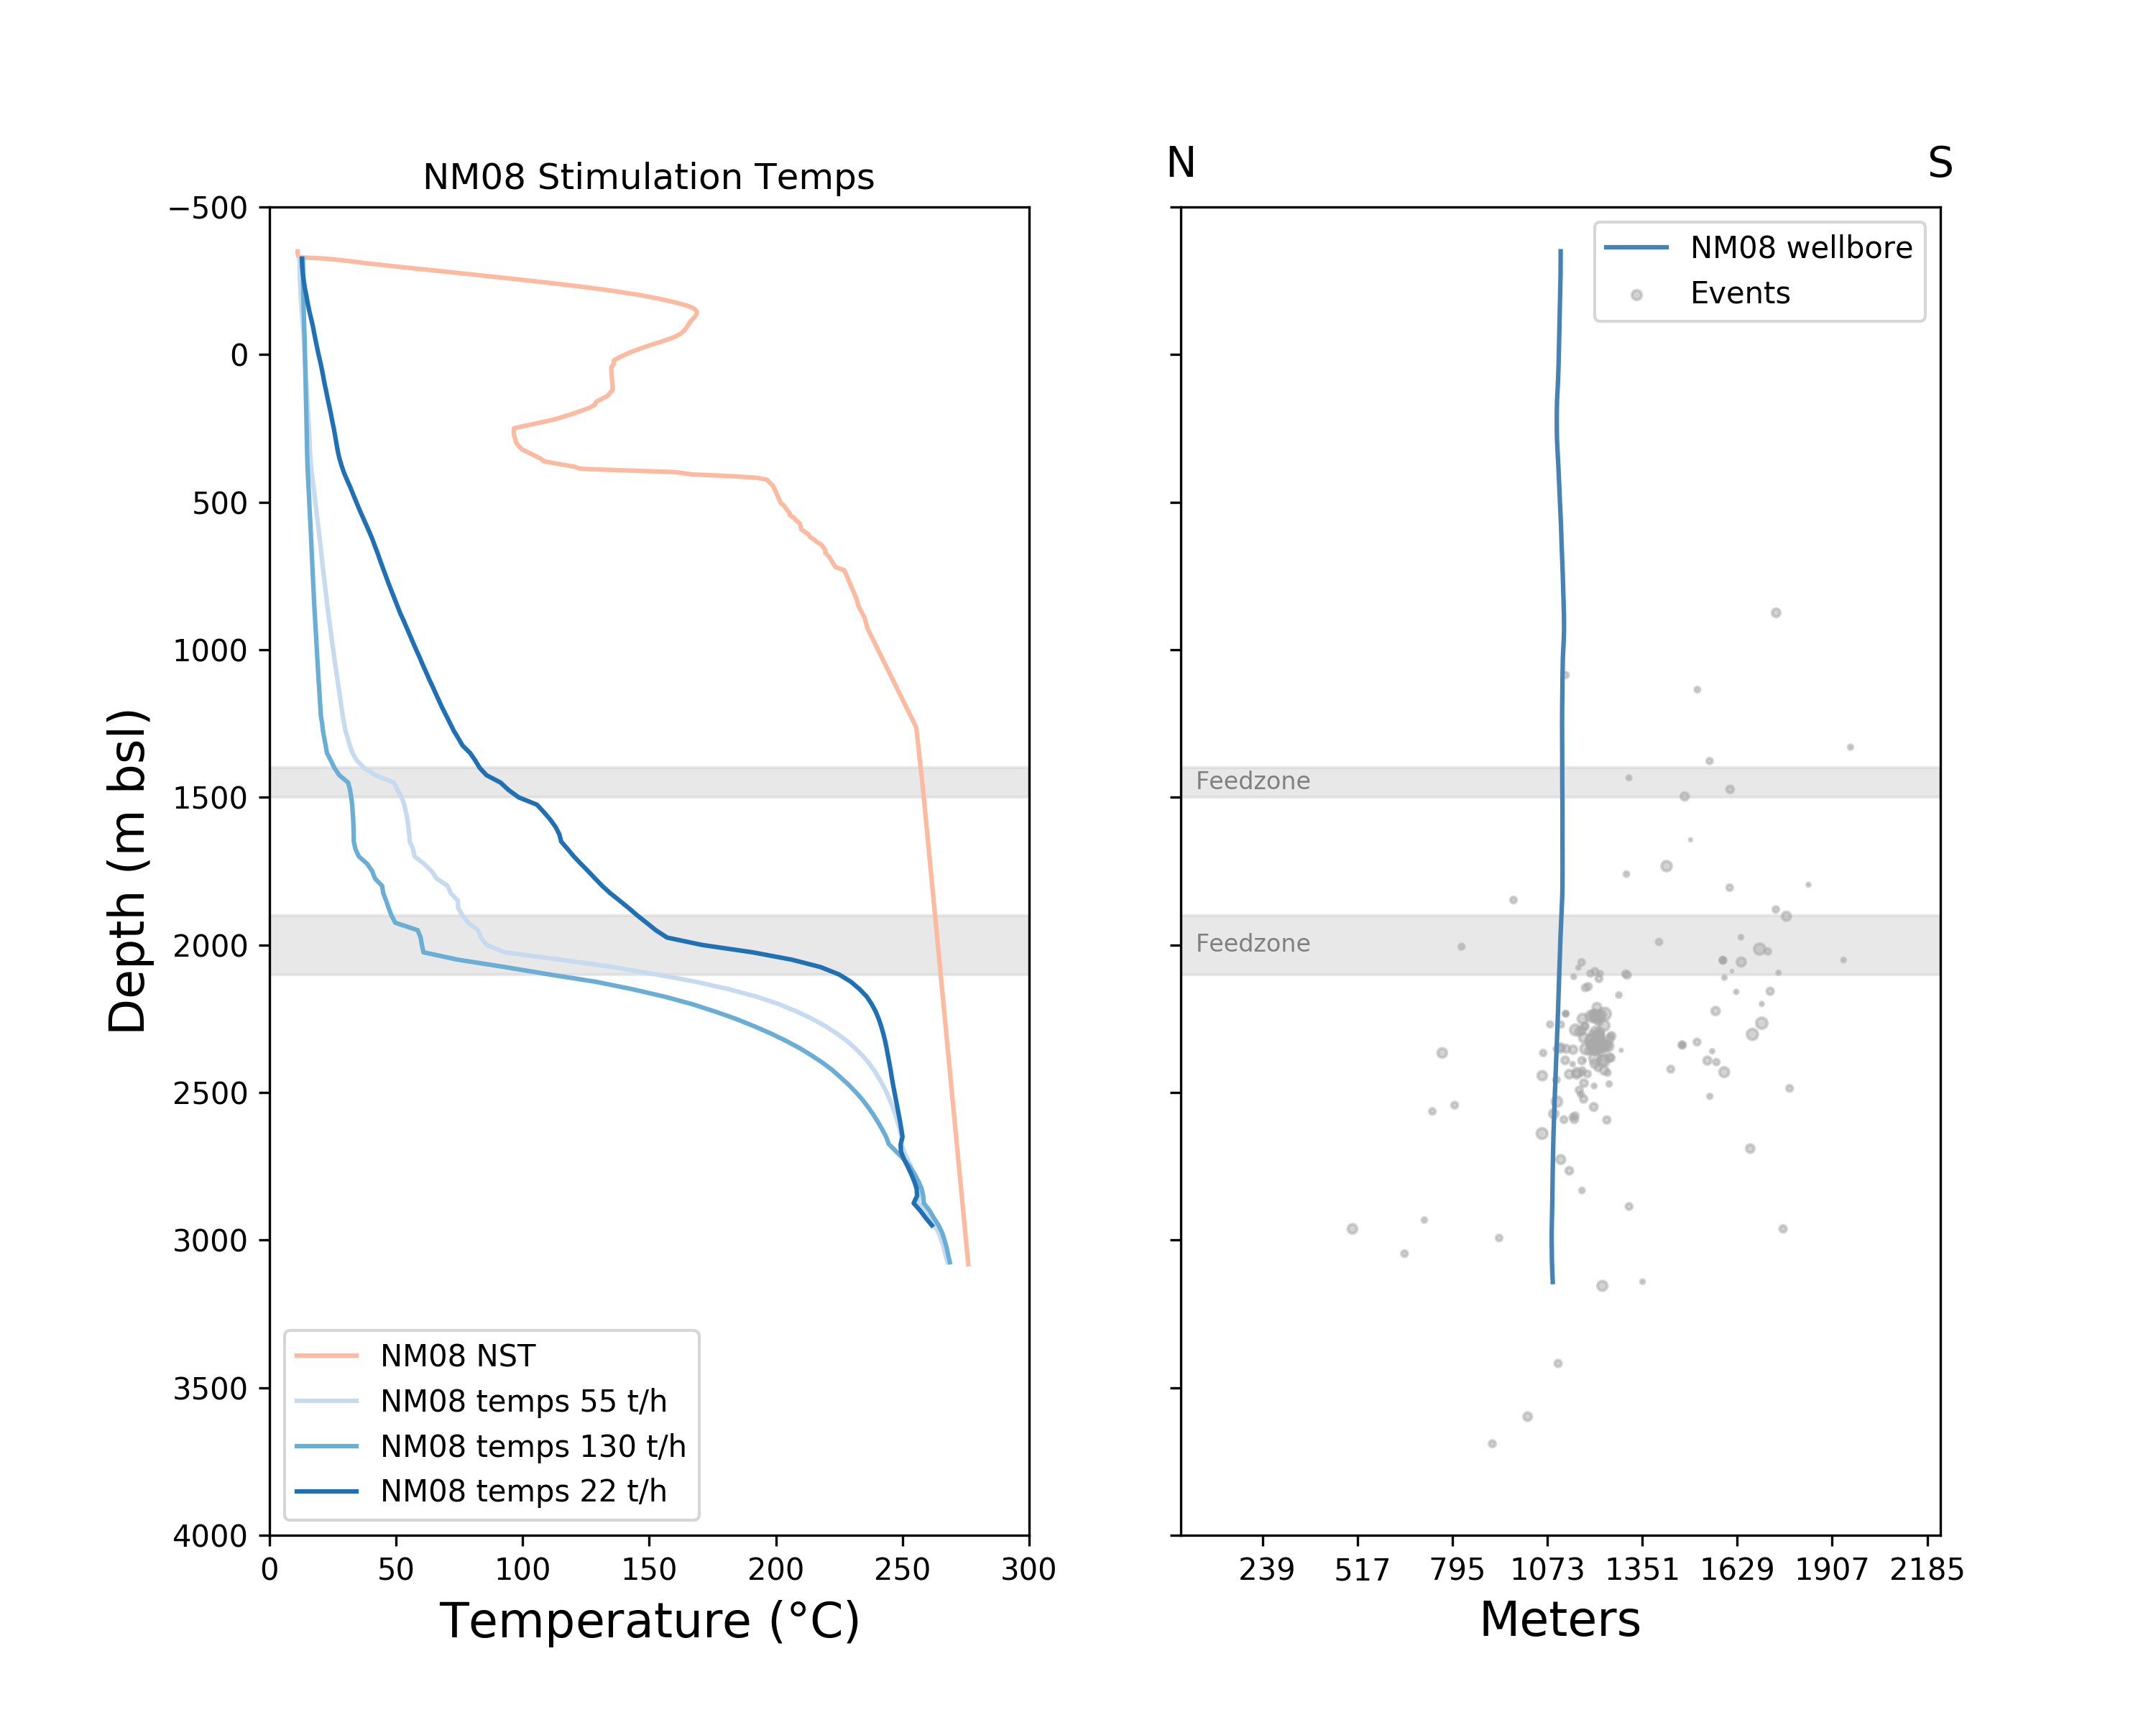 NM08 Stimulation Temps
−500
0
500
1000
1500
2000
2500
3000
3500
4000
Depth (m bsl)
0 50 100 150 200 250 300
Temperature (°C)
NM08 NST
NM08 temps 55 t/h
NM08 temps 130 t/h
NM08 temps 22 t/h
N S
NM08 wellbore
Events
Feedzone
Feedzone
239 517 795 1073 1351 1629 1907 2185
Meters